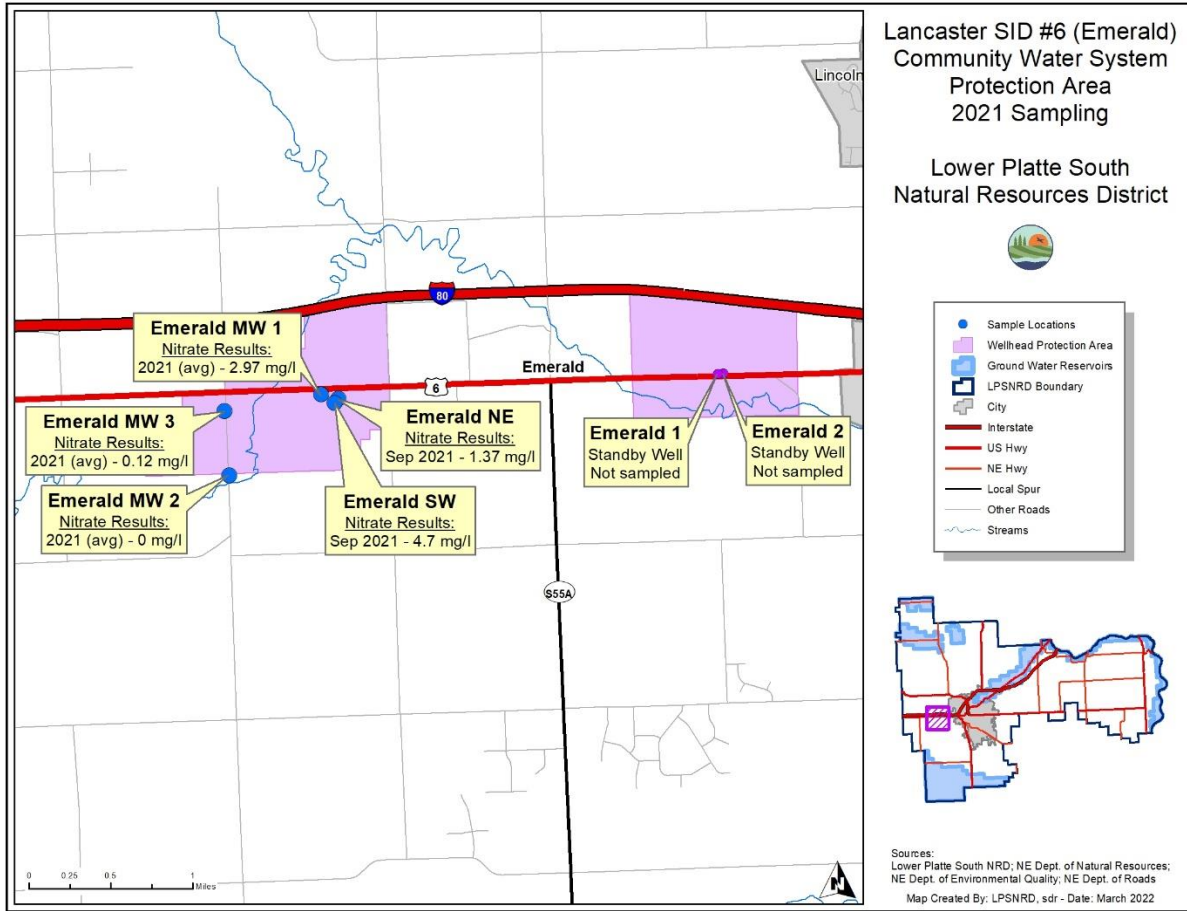 Lancaster SID #6 (Emerald)
Community Water System
Protection Area
2021 Sampling
Lower Platte South
Natural Resources District
Lincoln
80
Emerald MW 1
Nitrate Results:
2021 (avg) - 2.97 mg/l
Emerald
6
Emerald MW 3
Nitrate Results:
2021 (avg) - 0.12 mg/l
Emerald NE
Nitrate Results:
Sep 2021 - 1.37 mg/l
Emerald 1
Standby Well
Not sampled
Emerald 2
Standby Well
Not sampled
Emerald MW 2
Nitrate Results:
2021 (avg) - 0 mg/l
Emerald SW
Nitrate Results:
Sep 2021 - 4.7 mg/l
S55A
0 0.25 0.5 1
Miles
N
Sample Locations
Wellhead Protection Area
Ground Water Reservoirs
LPSNRD Boundary
City
Interstate
US Hwy
NE Hwy
Local Spur
Other Roads
Streams
Sources:
Lower Platte South NRD; NE Dept. of Natural Resources;
NE Dept. of Environmental Quality; NE Dept. of Roads
Map Created By: LPSNRD, sdr - Date: March 2022